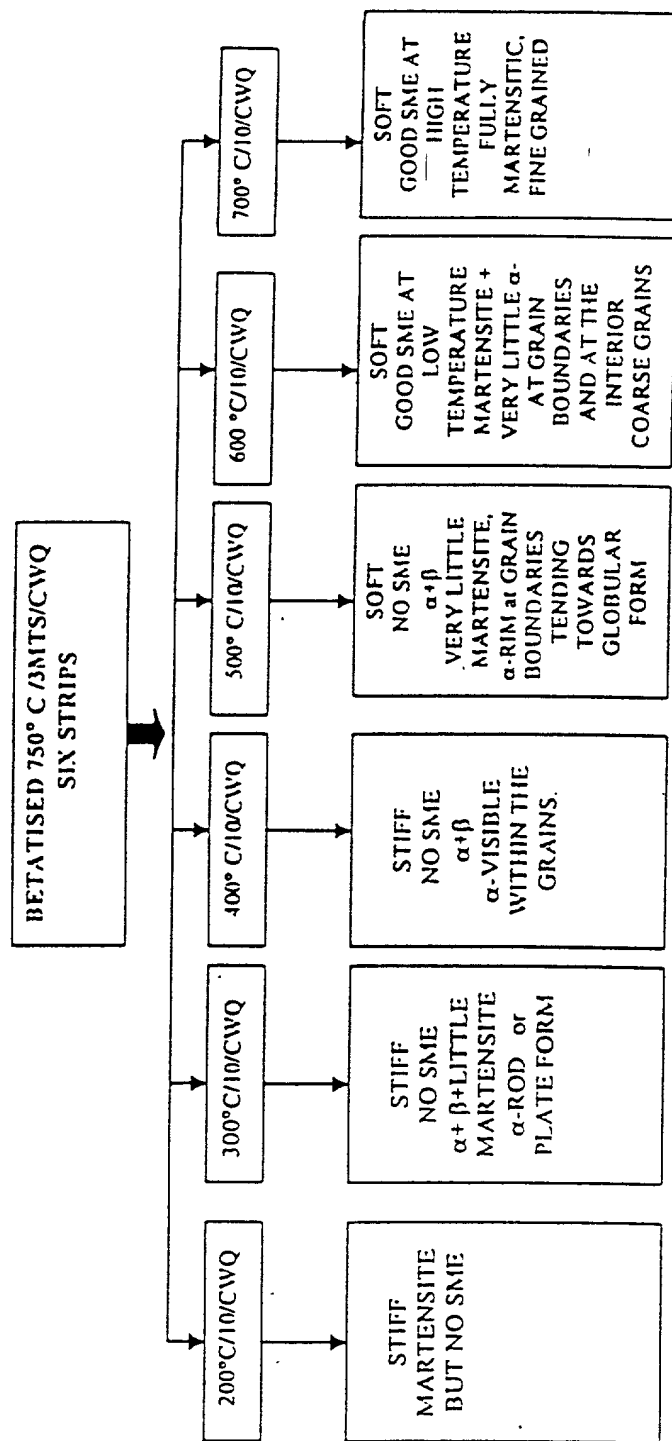 BETATISED 750° C /3MTS/CWQ
SIX STRIPS
200°C/10/CWQ
300°C/10/CWQ
400° C/10/CWQ
500° C/10/CWQ
600 °C/10/CWQ
700° C/10/CWQ
STIFF
MARTENSITE
BUT NO SME
STIFF
NO SME
α+ β+LITTLE
MARTENSITE
α-ROD or
PLATE FORM
STIFF
NO SME
α+β
α-VISIBLE
WITHIN THE
GRAINS.
SOFT
NO SME
α+β
VERY LITTLE
MARTENSITE,
α-RIM at GRAIN
BOUNDARIES
TENDING
TOWARDS
GLOBULAR
FORM
SOFT
GOOD SME AT
LOW
TEMPERATURE
MARTENSITE +
VERY LITTLE α-
AT GRAIN
BOUNDARIES
AND AT THE
INTERIOR
COARSE GRAINS
SOFT
GOOD SME AT
HIGH
TEMPERATURE
FULLY
MARTENSITIC,
FINE GRAINED